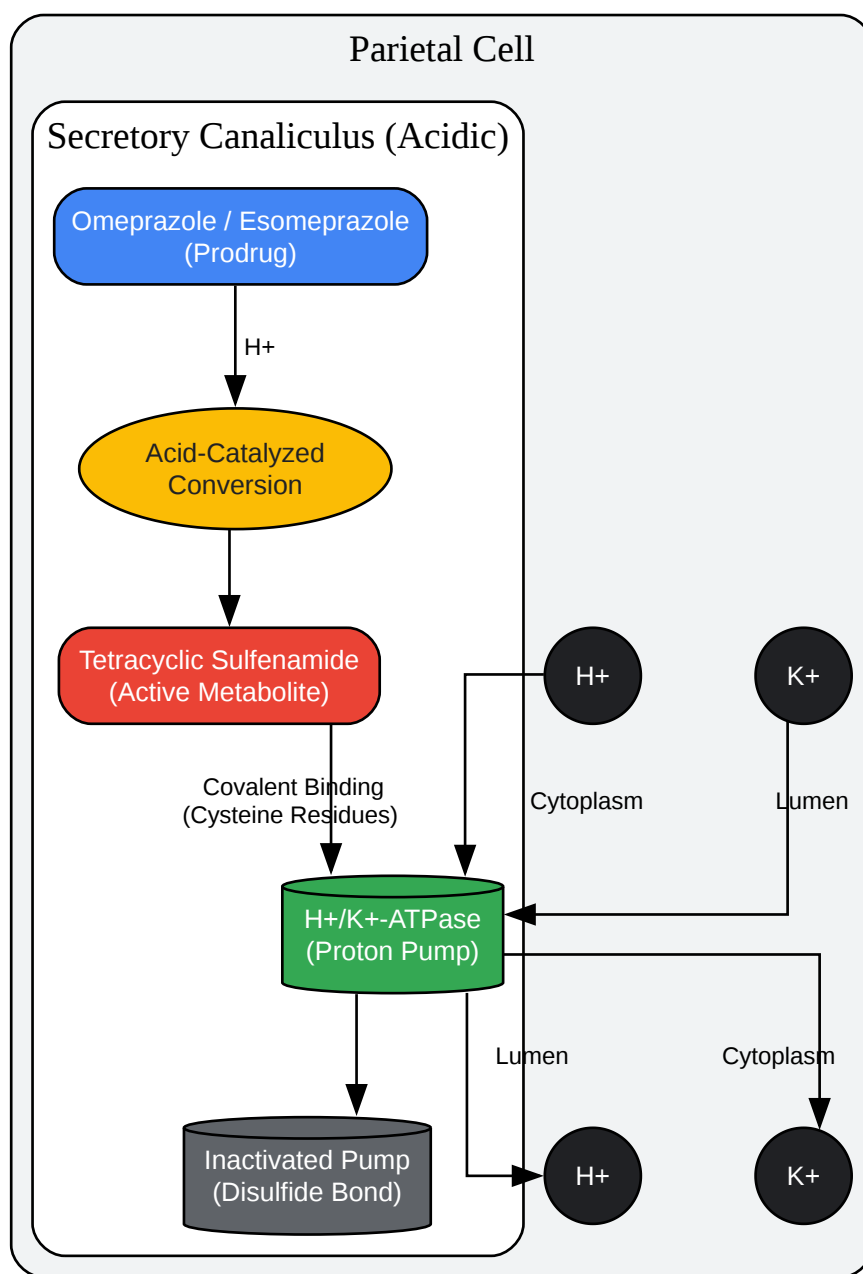 Parietal Cell
Secretory Canaliculus (Acidic)
Omeprazole / Esomeprazole
(Prodrug)
H+
Acid-Catalyzed
Conversion
Tetracyclic Sulfenamide
(Active Metabolite)
H+
K+
Covalent Binding
(Cysteine Residues)
Cytoplasm
Lumen
H+/K+-ATPase
(Proton Pump)
Lumen
Cytoplasm
Inactivated Pump
(Disulfide Bond)
H+
K+